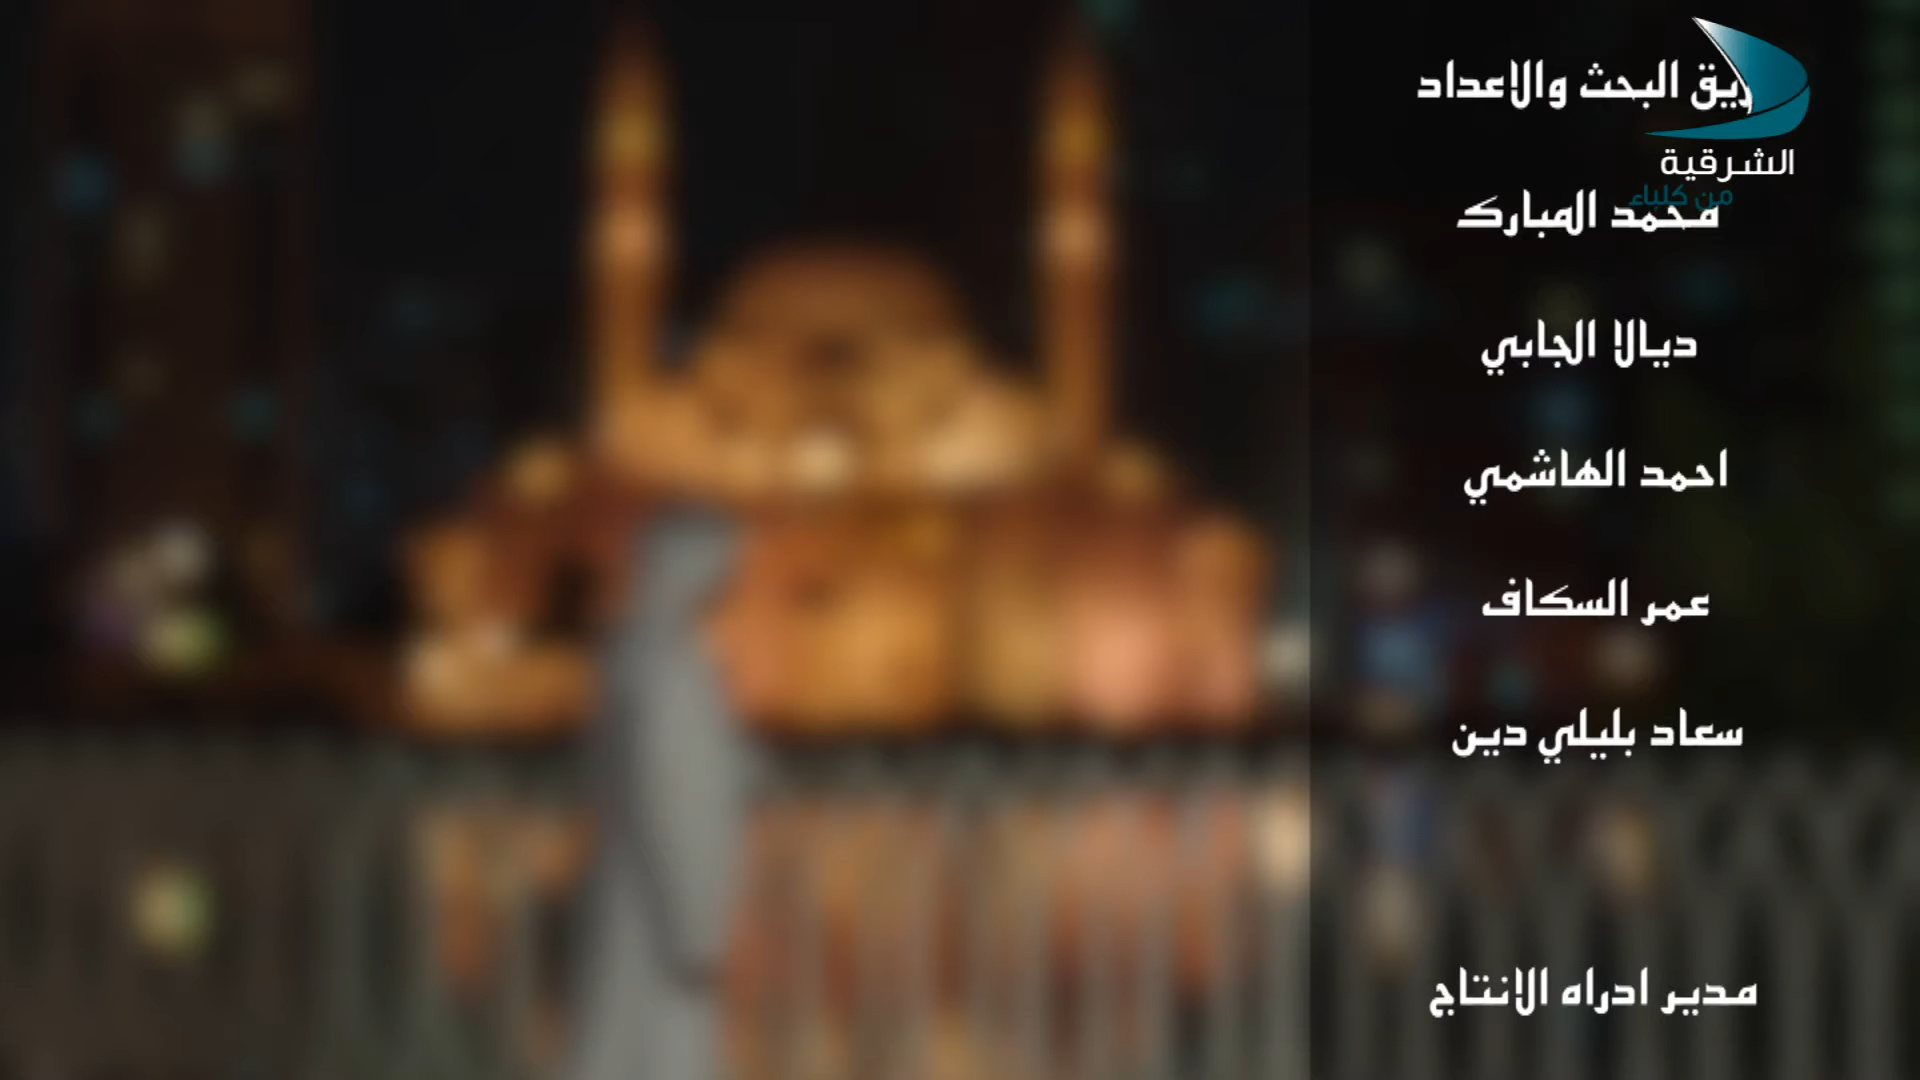 يق البحث والاعداد
الشرقية
من كلباء
محمد المبارك
ديالا الجابي
احمد الهاشمي
عمر السكاف
سعاد بليلي دين
مدير ادراه الانتاج